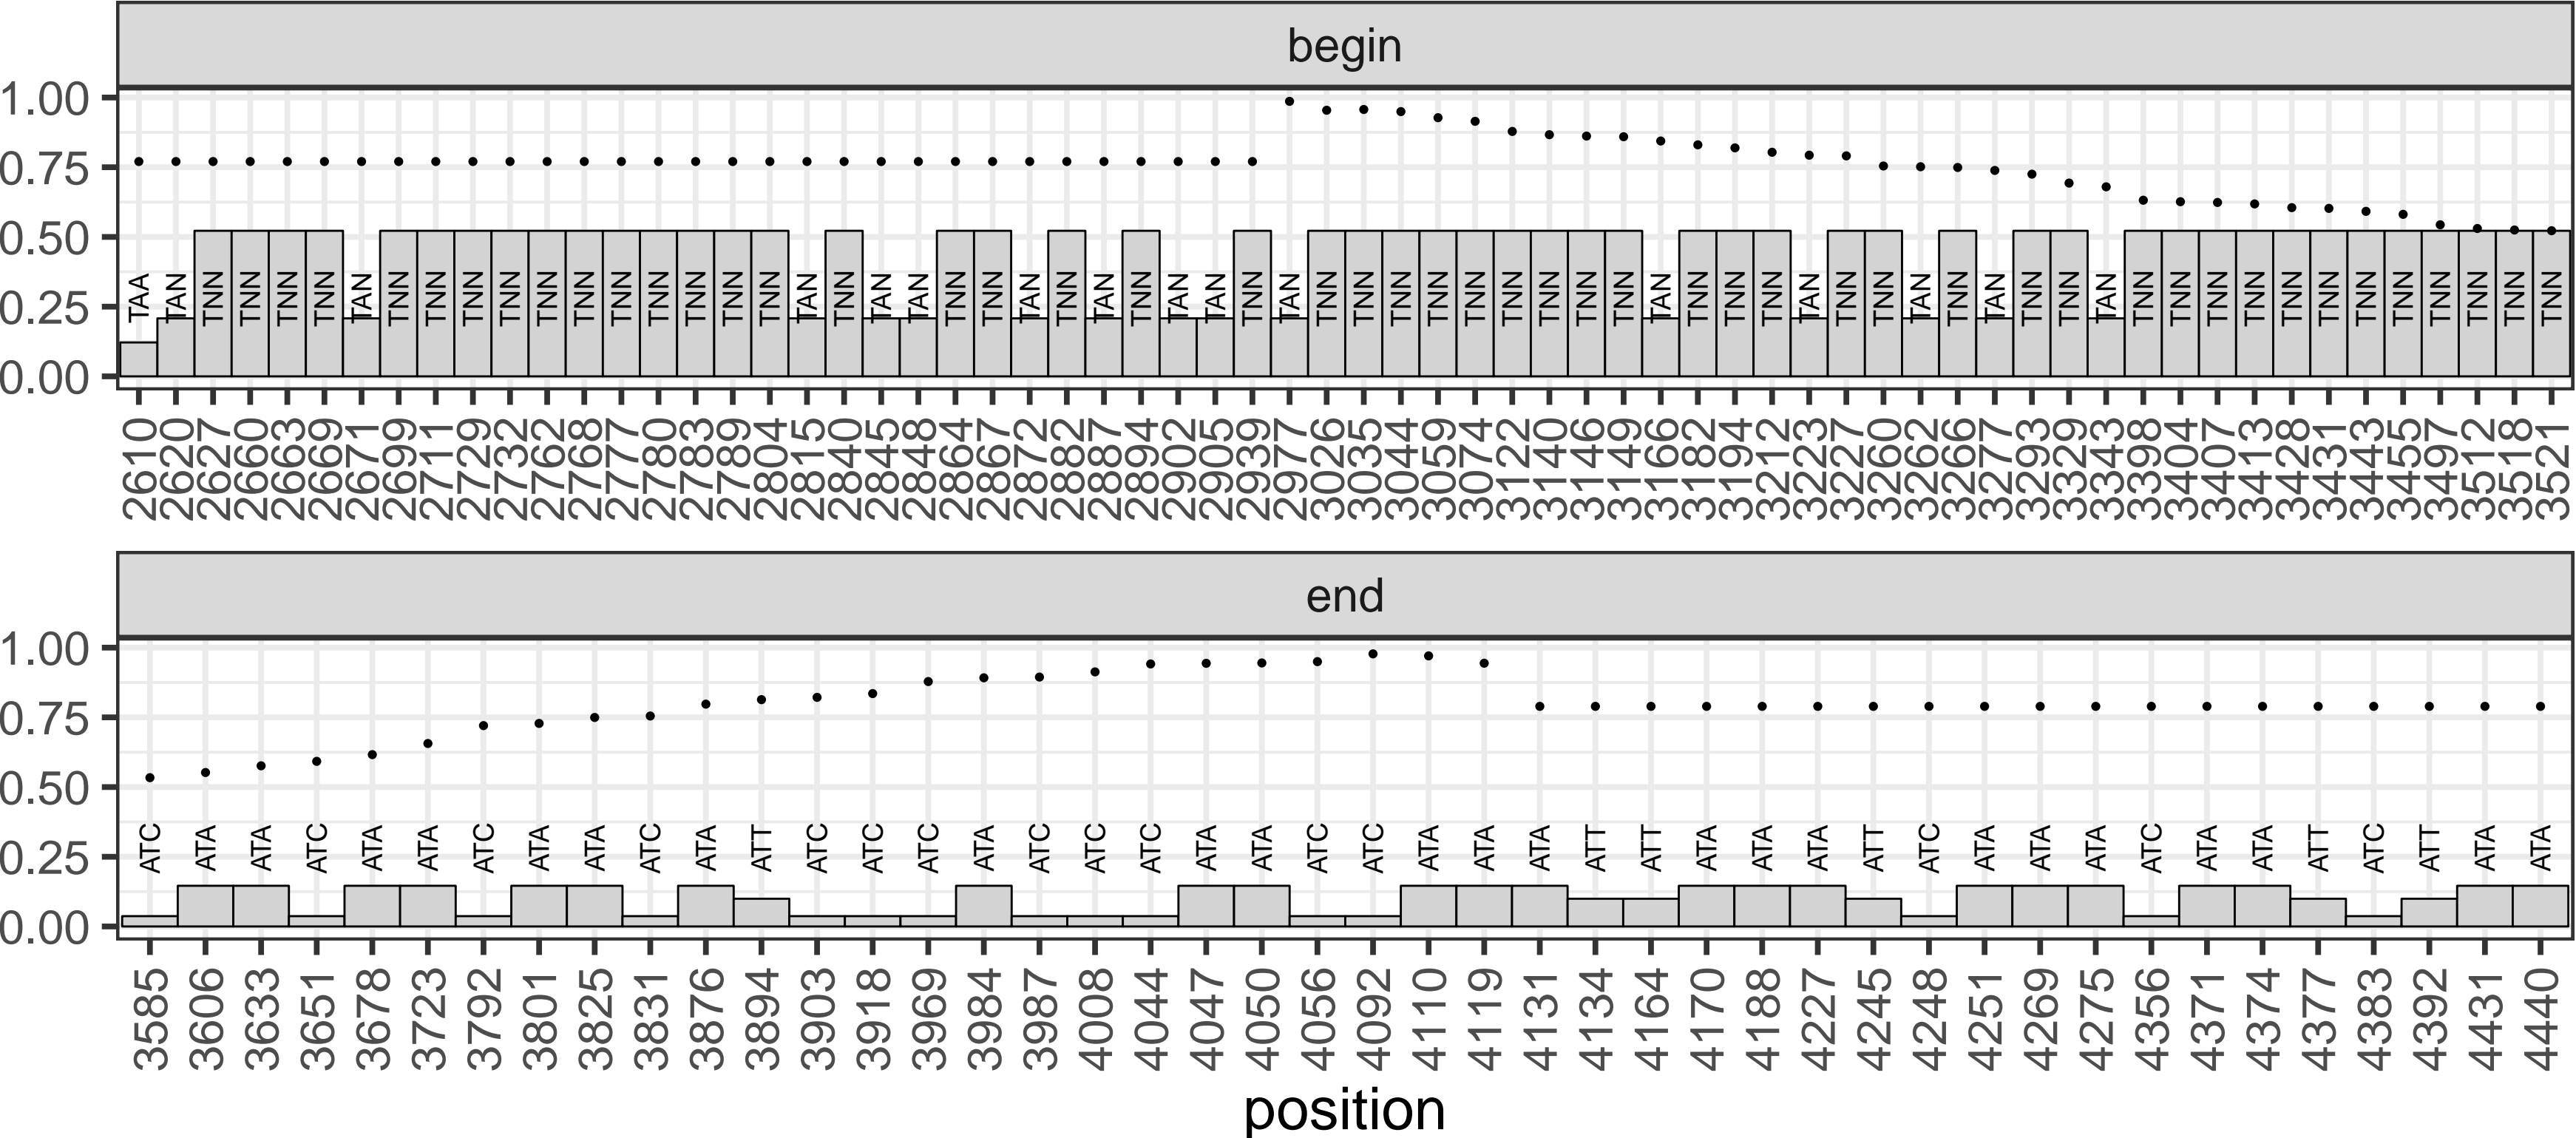 begin
1.00
0.75
0.50
0.25
0.00
TAA TAN TNN TNN TNN TNN TAN TNN TNN TNN TNN TNN TNN TNN TNN TNN TNN TNN TAN TNN TAN TAN TNN TNN TAN TNN TAN TNN TAN TAN TNN TAN TNN TNN TNN TNN TNN TNN TNN TNN TNN TAN TNN TNN TNN TAN TNN TNN TAN TNN TAN TNN TNN TAN TNN TNN TNN TNN TNN TNN TNN TNN TNN TNN TNN TNN
2610 2620 2627 2660 2663 2669 2671 2699 2711 2729 2732 2762 2768 2777 2780 2783 2789 2804 2815 2840 2845 2848 2864 2867 2872 2882 2887 2894 2902 2905 2939 2977 3026 3035 3044 3059 3074 3122 3140 3146 3149 3166 3182 3194 3212 3223 3227 3260 3262 3266 3277 3293 3329 3343 3398 3404 3407 3413 3428 3431 3443 3455 3497 3512 3518 3521
end
1.00
0.75
0.50
0.25
0.00
ATC ATA ATA ATC ATA ATA ATC ATA ATA ATC ATA ATT ATC ATC ATC ATA ATC ATC ATC ATA ATA ATC ATC ATA ATA ATA ATT ATT ATA ATA ATA ATT ATC ATA ATA ATA ATC ATA ATA ATT ATC ATT ATA ATA
3585 3606 3633 3651 3678 3723 3792 3801 3825 3831 3876 3894 3903 3918 3969 3984 3987 4008 4044 4047 4050 4056 4092 4110 4119 4131 4134 4164 4170 4188 4227 4245 4248 4251 4269 4275 4356 4371 4374 4377 4383 4392 4431 4440
position